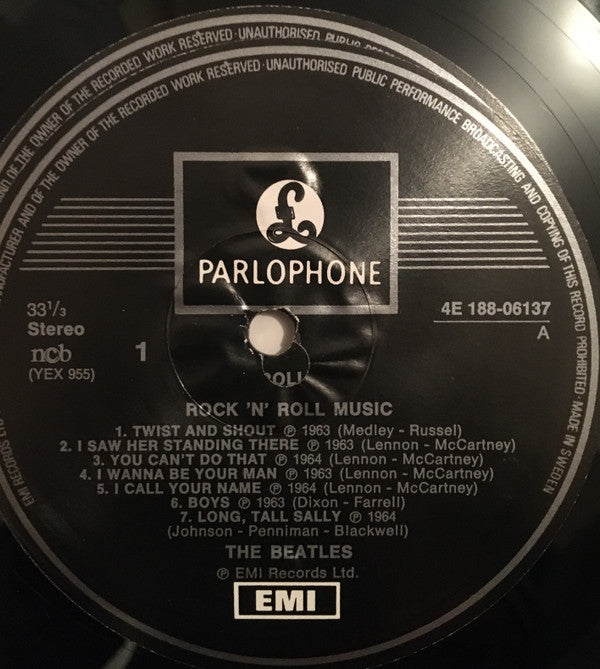 MANUFACTURER AND OF THE OWNER OF THE RECORDED WORK RESERVED · UNAUTHORISED PUBLIC PERFORMANCE BROADCASTING AND COPYING OF THIS RECORD PROHIBITED · MADE IN SWEDEN
AND OF THE OWNER OF THE RECORDED WORK RESERVED · UNAUTHORISED PUBLIC
£
PARLOPHONE
33 1/3
Stereo
ncb
(YEX 955)
1
4E 188-06137
A
ROLL
ROCK 'N' ROLL MUSIC
1. TWIST AND SHOUT ℗ 1963 (Medley - Russel)
2. I SAW HER STANDING THERE ℗ 1963 (Lennon - McCartney)
3. YOU CAN'T DO THAT ℗ 1964 (Lennon - McCartney)
4. I WANNA BE YOUR MAN ℗ 1963 (Lennon - McCartney)
5. I CALL YOUR NAME ℗ 1964 (Lennon - McCartney)
6. BOYS ℗ 1963 (Dixon - Farrell)
7. LONG, TALL SALLY ℗ 1964
(Johnson - Penniman - Blackwell)
THE BEATLES
℗ EMI Records Ltd.
EMI
EMI RECORDS